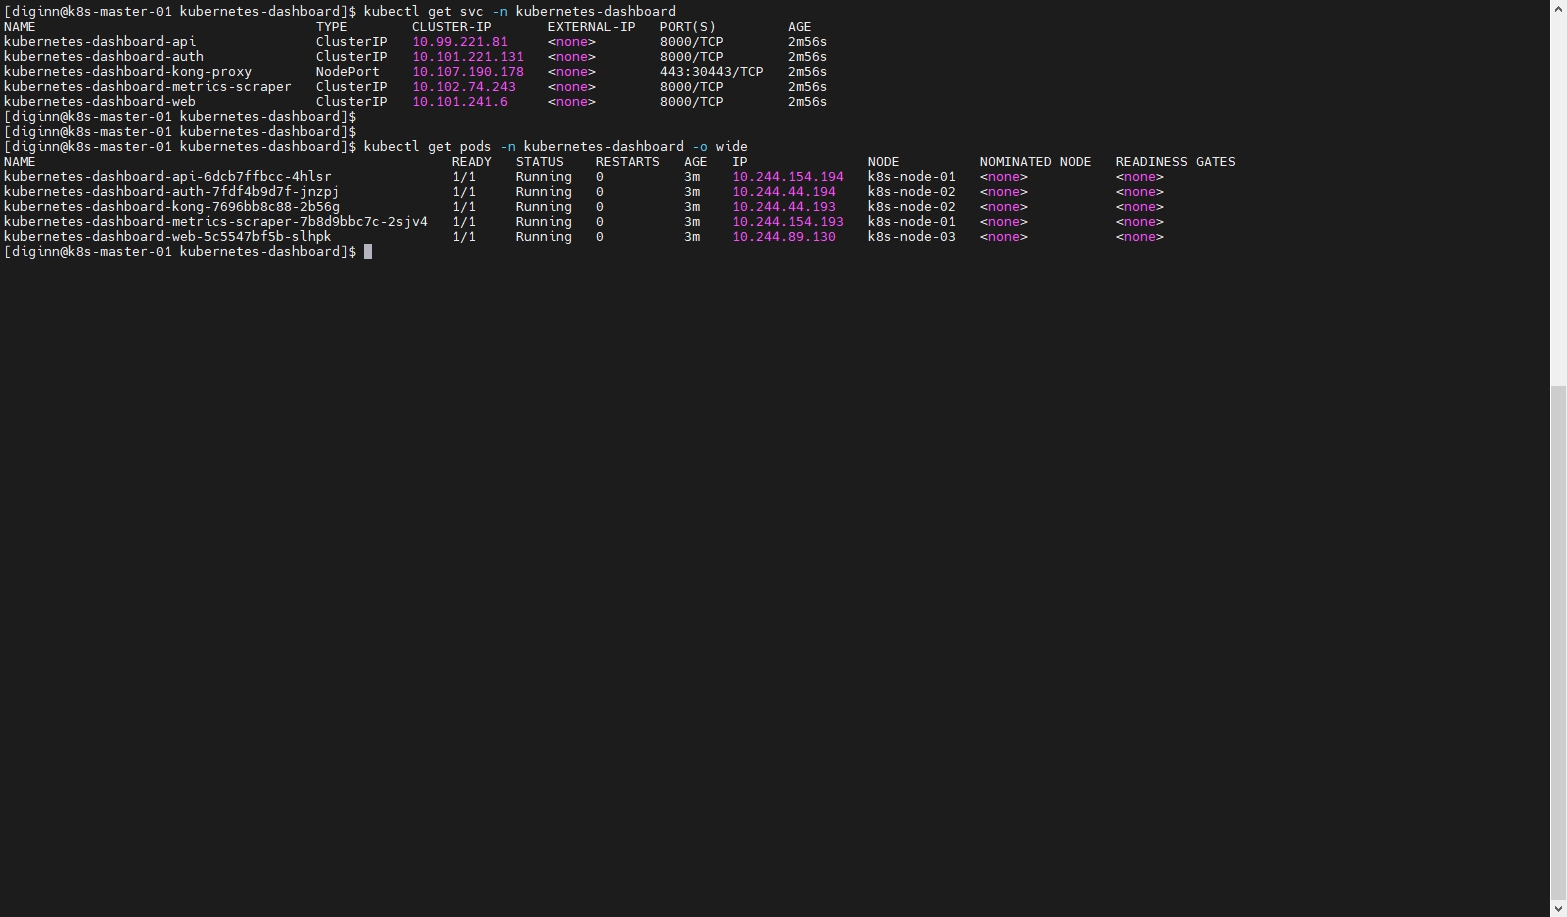 [diginn@k8s-master-01 kubernetes-dashboard]$ kubectl get svc -n kubernetes-dashboard
NAME                                   TYPE        CLUSTER-IP       EXTERNAL-IP   PORT(S)         AGE
kubernetes-dashboard-api               ClusterIP   10.99.221.81     <none>        8000/TCP        2m56s
kubernetes-dashboard-auth              ClusterIP   10.101.221.131   <none>        8000/TCP        2m56s
kubernetes-dashboard-kong-proxy        NodePort    10.107.190.178   <none>        443:30443/TCP   2m56s
kubernetes-dashboard-metrics-scraper   ClusterIP   10.102.74.243    <none>        8000/TCP        2m56s
kubernetes-dashboard-web               ClusterIP   10.101.241.6     <none>        8000/TCP        2m56s
[diginn@k8s-master-01 kubernetes-dashboard]$
[diginn@k8s-master-01 kubernetes-dashboard]$
[diginn@k8s-master-01 kubernetes-dashboard]$ kubectl get pods -n kubernetes-dashboard -o wide
NAME                                                    READY   STATUS    RESTARTS   AGE   IP               NODE          NOMINATED NODE   READINESS GATES
kubernetes-dashboard-api-6dcb7ffbcc-4hlsr               1/1     Running   0          3m    10.244.154.194   k8s-node-01   <none>           <none>
kubernetes-dashboard-auth-7fdf4b9d7f-jnzpj              1/1     Running   0          3m    10.244.44.194    k8s-node-02   <none>           <none>
kubernetes-dashboard-kong-7696bb8c88-2b56g              1/1     Running   0          3m    10.244.44.193    k8s-node-02   <none>           <none>
kubernetes-dashboard-metrics-scraper-7b8d9bbc7c-2sjv4   1/1     Running   0          3m    10.244.154.193   k8s-node-01   <none>           <none>
kubernetes-dashboard-web-5c5547bf5b-slhpk               1/1     Running   0          3m    10.244.89.130    k8s-node-03   <none>           <none>
[diginn@k8s-master-01 kubernetes-dashboard]$